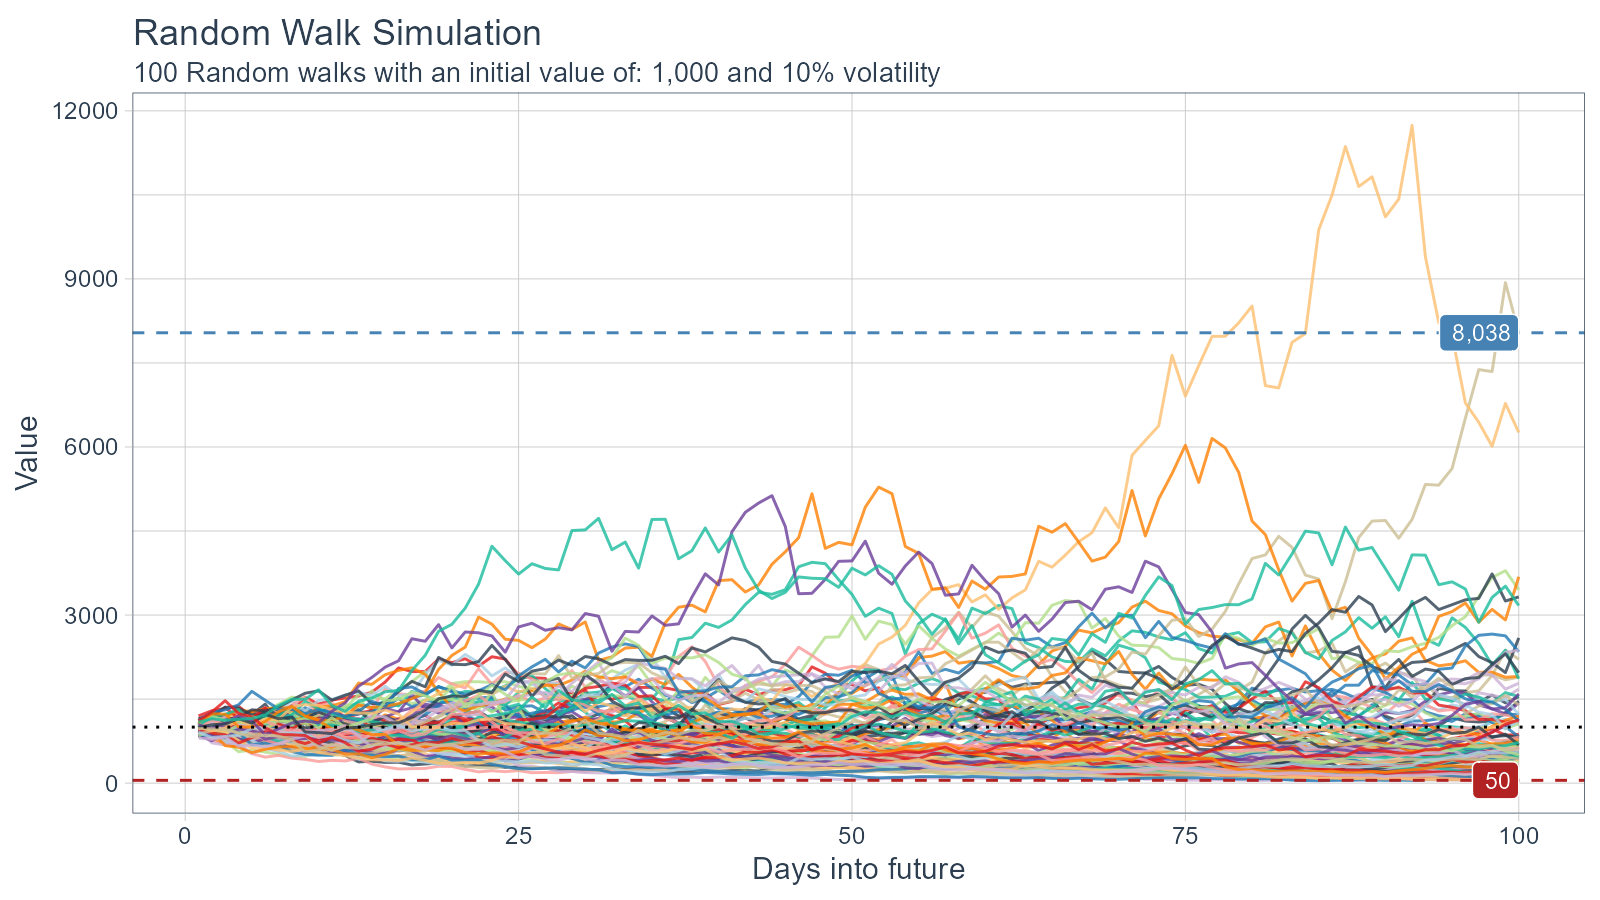 Random Walk Simulation
100 Random walks with an initial value of: 1,000 and 10% volatility
12000
9000
8,038
6000
Value
3000
0
50
0 25 50 75 100
Days into future